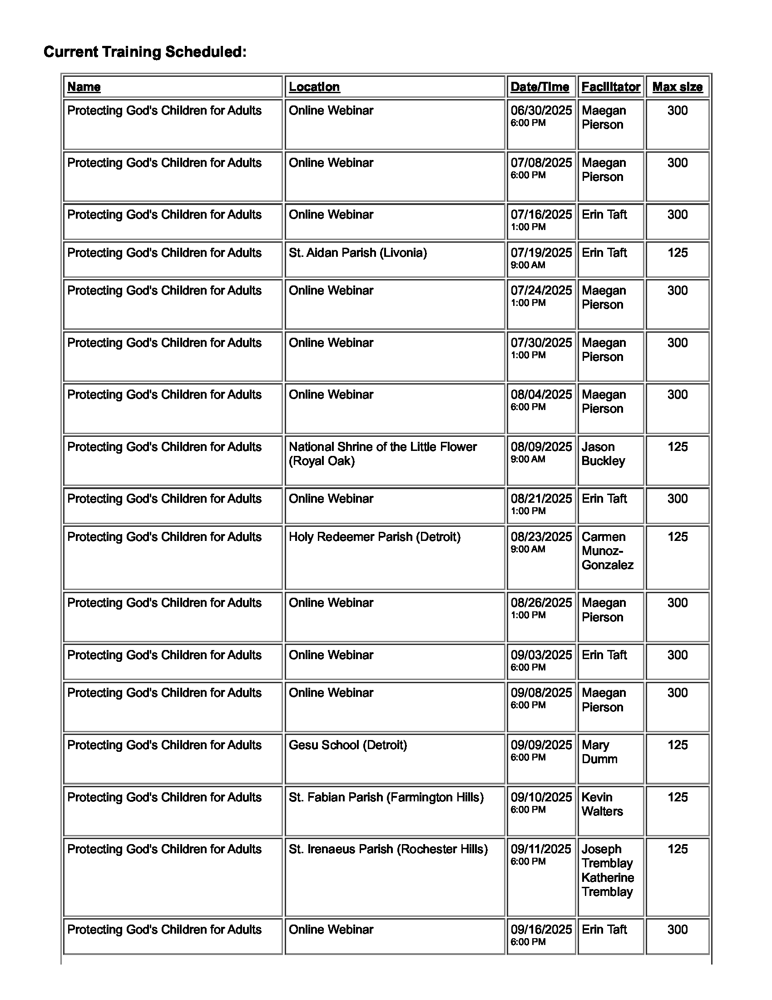 Current Training Scheduled:
Name Location Date/Time Facilitator Max size
Protecting God's Children for Adults Online Webinar 06/30/2025 Maegan 300
6:00 PM Pierson
Protecting God's Children for Adults Online Webinar 07/08/2025 Maegan 300
6:00 PM Pierson
Protecting God's Children for Adults Online Webinar 07/16/2025 Erin Taft 300
1:00 PM
Protecting God's Children for Adults St. Aidan Parish (Livonia) 07/19/2025 Erin Taft 125
9:00 AM
Protecting God's Children for Adults Online Webinar 07/24/2025 Maegan 300
1:00 PM Pierson
Protecting God's Children for Adults Online Webinar 07/30/2025 Maegan 300
1:00 PM Pierson
Protecting God's Children for Adults Online Webinar 08/04/2025 Maegan 300
6:00 PM Pierson
Protecting God's Children for Adults National Shrine of the Little Flower 08/09/2025 Jason 125
(Royal Oak) 9:00 AM Buckley
Protecting God's Children for Adults Online Webinar 08/21/2025 Erin Taft 300
1:00 PM
Protecting God's Children for Adults Holy Redeemer Parish (Detroit) 08/23/2025 Carmen 125
9:00 AM Munoz-
Gonzalez
Protecting God's Children for Adults Online Webinar 08/26/2025 Maegan 300
1:00 PM Pierson
Protecting God's Children for Adults Online Webinar 09/03/2025 Erin Taft 300
6:00 PM
Protecting God's Children for Adults Online Webinar 09/08/2025 Maegan 300
6:00 PM Pierson
Protecting God's Children for Adults Gesu School (Detroit) 09/09/2025 Mary 125
6:00 PM Dumm
Protecting God's Children for Adults St. Fabian Parish (Farmington Hills) 09/10/2025 Kevin 125
6:00 PM Walters
Protecting God's Children for Adults St. Irenaeus Parish (Rochester Hills) 09/11/2025 Joseph 125
6:00 PM Tremblay
Katherine
Tremblay
Protecting God's Children for Adults Online Webinar 09/16/2025 Erin Taft 300
6:00 PM